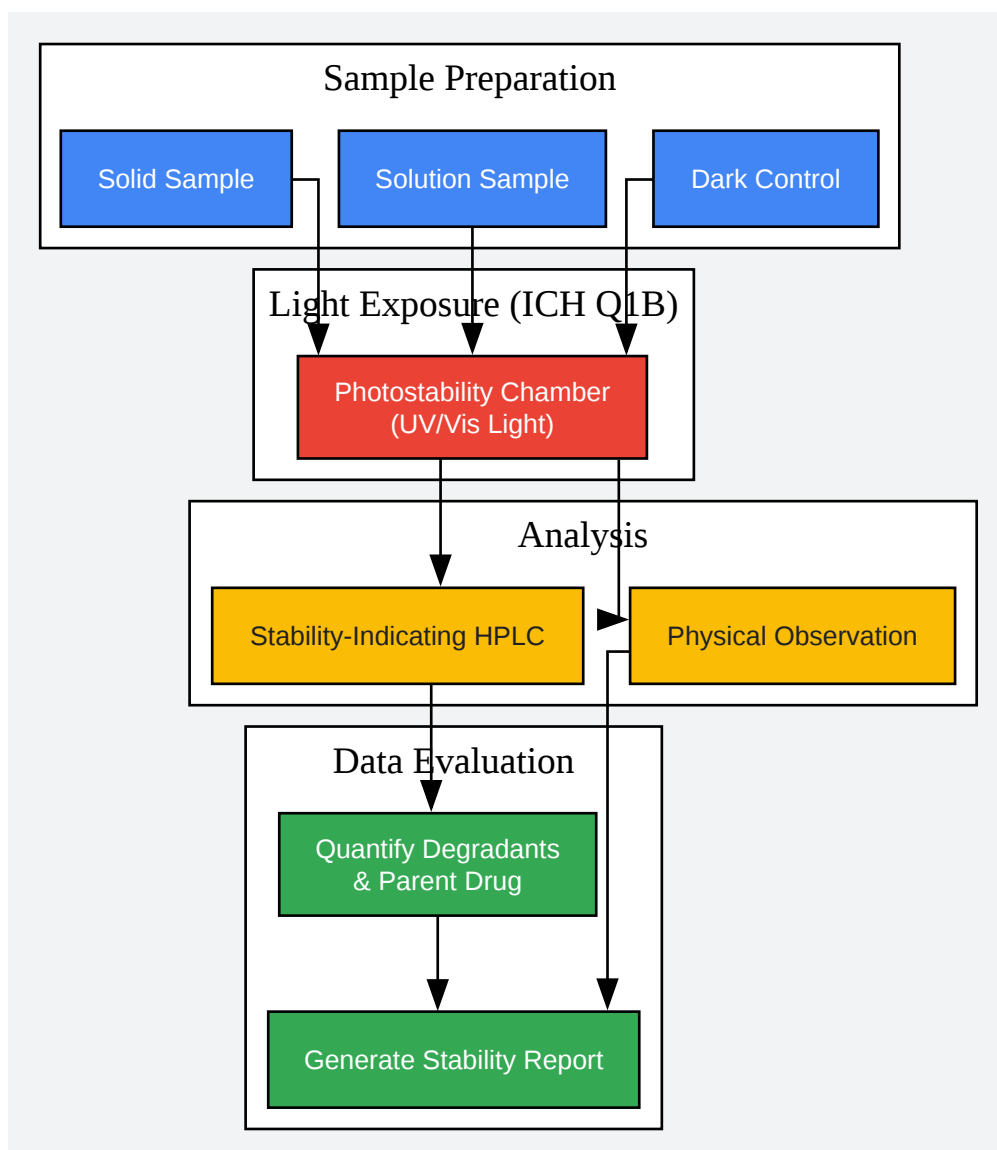 Sample Preparation
Solid Sample
Solution Sample
Dark Control
Light Exposure (ICH Q1B)
Photostability Chamber
(UV/Vis Light)
Analysis
Stability-Indicating HPLC
Physical Observation
Data Evaluation
Quantify Degradants
& Parent Drug
Generate Stability Report